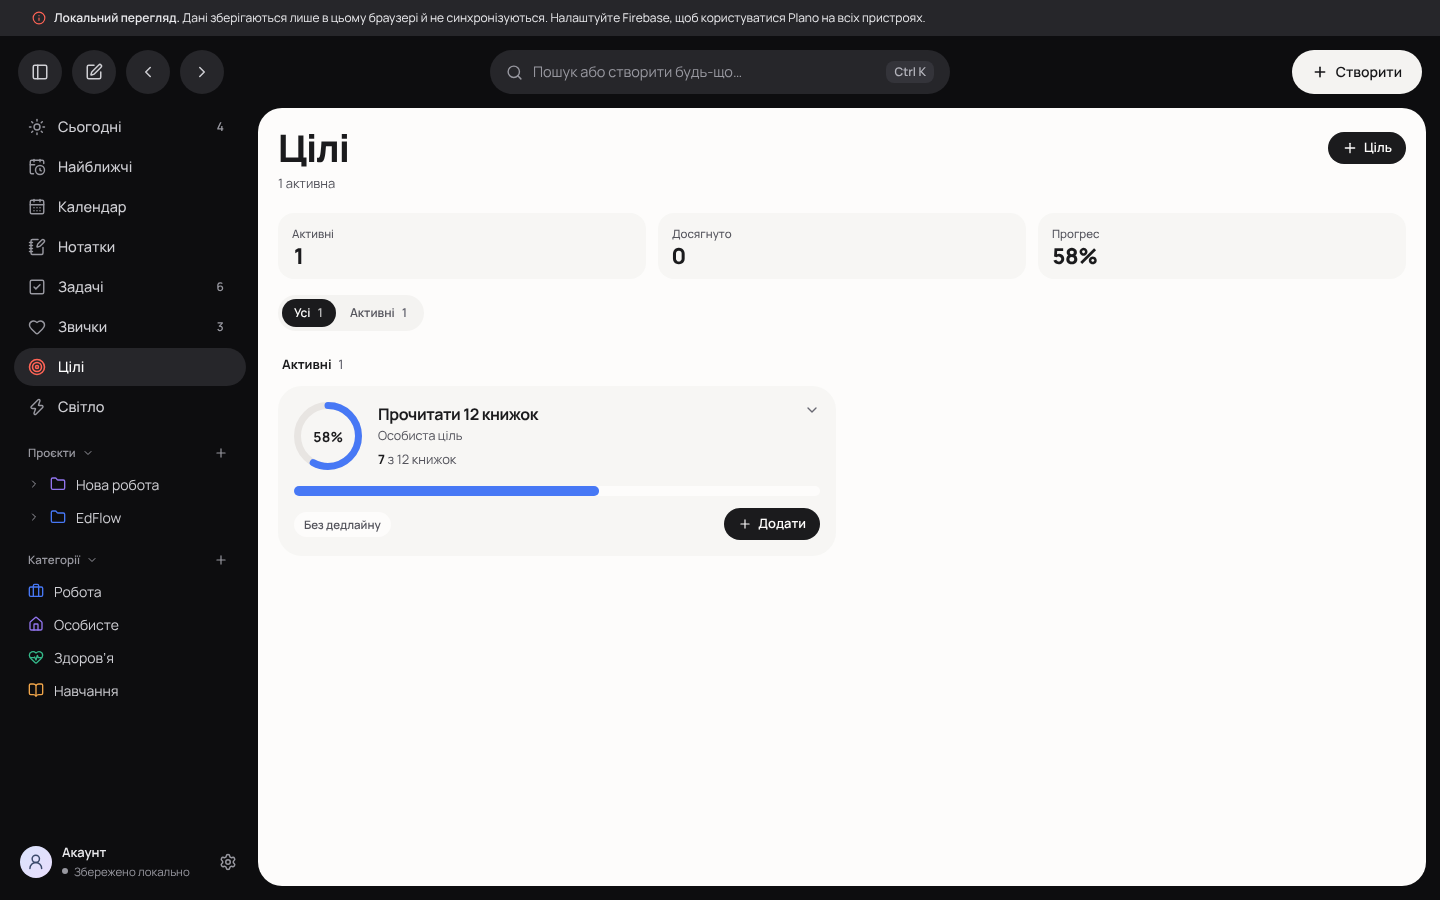 Локальний перегляд. Дані зберігаються лише в цьому браузері й не синхронізуються. Налаштуйте Firebase, щоб користуватися Plano на всіх пристроях.
Пошук або створити будь-що...
Ctrl K
Створити
Сьогодні 4
Найближчі
Календар
Нотатки
Задачі 6
Звички 3
Цілі
Світло
Проєкти
Нова робота
EdFlow
Категорії
Робота
Особисте
Здоров'я
Навчання
Акаунт
Збережено локально
Цілі
Ціль
1 активна
Активні
1
Досягнуто
0
Прогрес
58%
Усі 1
Активні 1
Активні 1
58%
Прочитати 12 книжок
Особиста ціль
7 з 12 книжок
Без дедлайну
Додати